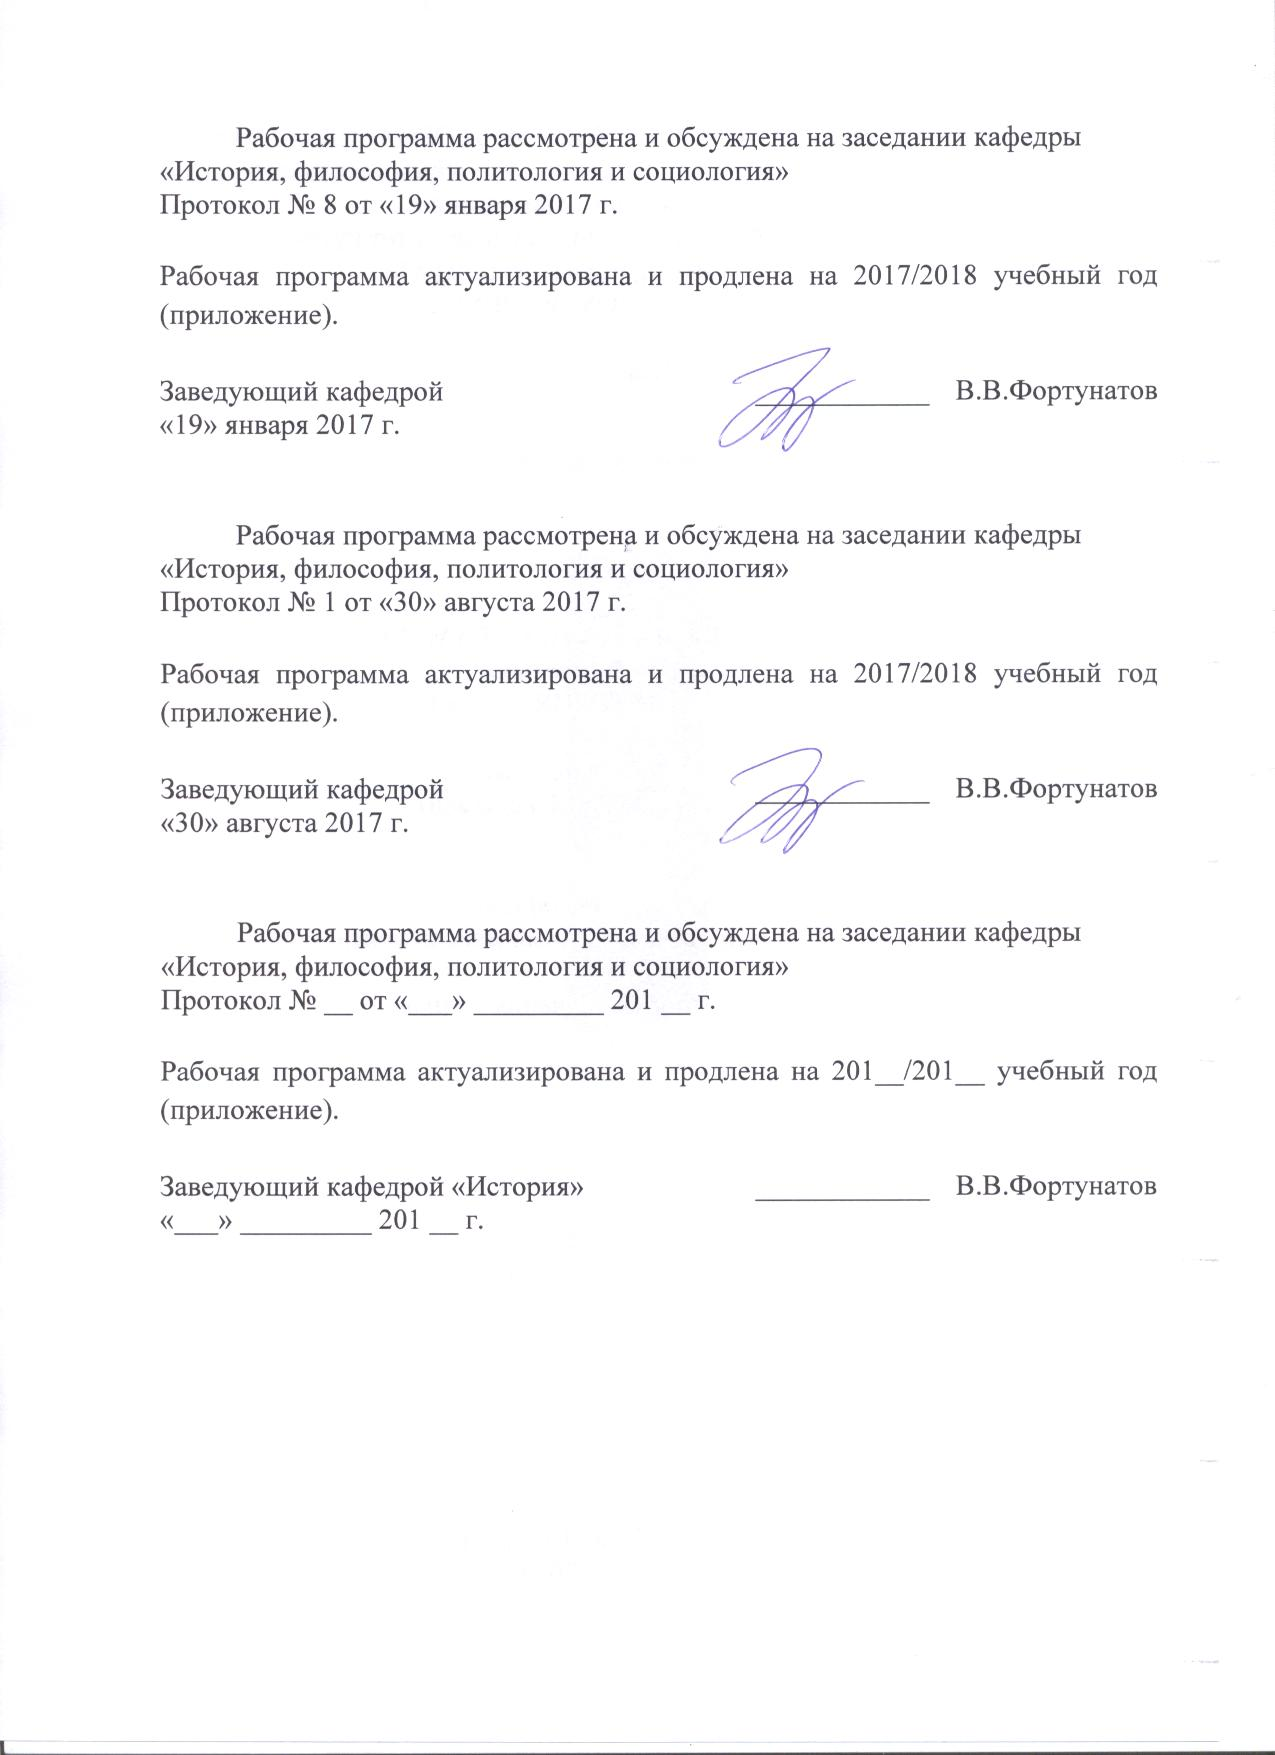 Рабочая программа рассмотрена и обсуждена на заседании кафедры
«История, философия, политология и социология»
Протокол № 8 от «19» января 2017 г.
Рабочая программа актуализирована и продлена на 2017/2018 учебный год
(приложение).
Заведующий кафедрой ____________ В.В.Фортунатов
«19» января 2017 г.
Рабочая программа рассмотрена и обсуждена на заседании кафедры
«История, философия, политология и социология»
Протокол № 1 от «30» августа 2017 г.
Рабочая программа актуализирована и продлена на 2017/2018 учебный год
(приложение).
Заведующий кафедрой ____________ В.В.Фортунатов
«30» августа 2017 г.
Рабочая программа рассмотрена и обсуждена на заседании кафедры
«История, философия, политология и социология»
Протокол № __ от «___» _________ 201 __ г.
Рабочая программа актуализирована и продлена на 201__/201__ учебный год
(приложение).
Заведующий кафедрой «История» ____________ В.В.Фортунатов
«___» _________ 201 __ г.